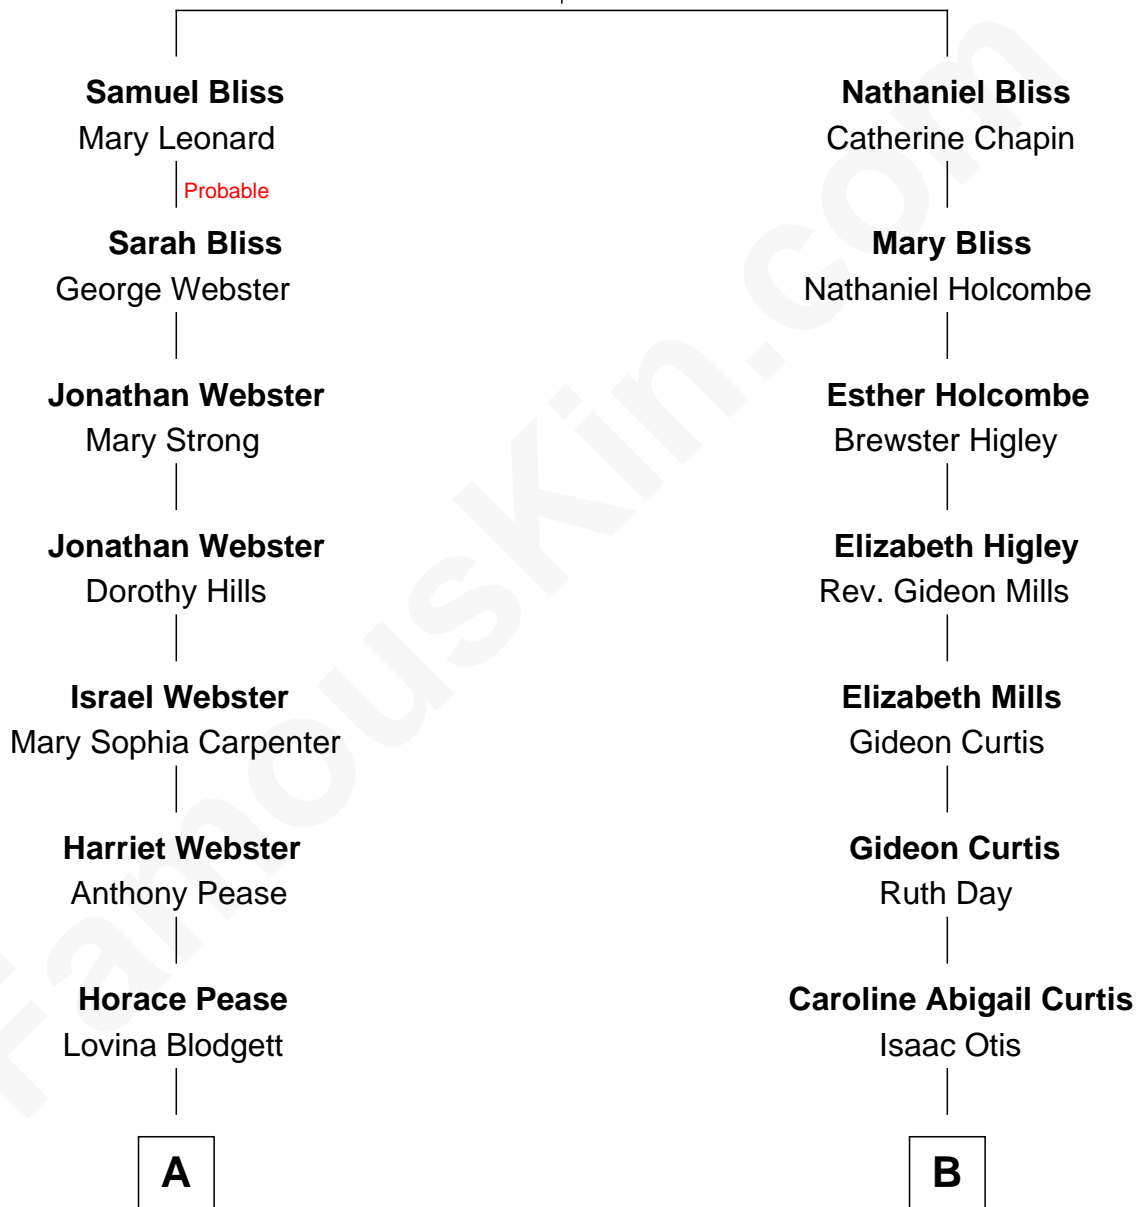 Samuel Bliss
Mary Leonard
Probable
Sarah Bliss
George Webster
Jonathan Webster
Mary Strong
Jonathan Webster
Dorothy Hills
Israel Webster
Mary Sophia Carpenter
Harriet Webster
Anthony Pease
Horace Pease
Lovina Blodgett
A
Nathaniel Bliss
Catherine Chapin
Mary Bliss
Nathaniel Holcombe
Esther Holcombe
Brewster Higley
Elizabeth Higley
Rev. Gideon Mills
Elizabeth Mills
Gideon Curtis
Gideon Curtis
Ruth Day
Caroline Abigail Curtis
Isaac Otis
B
FamousKin.com